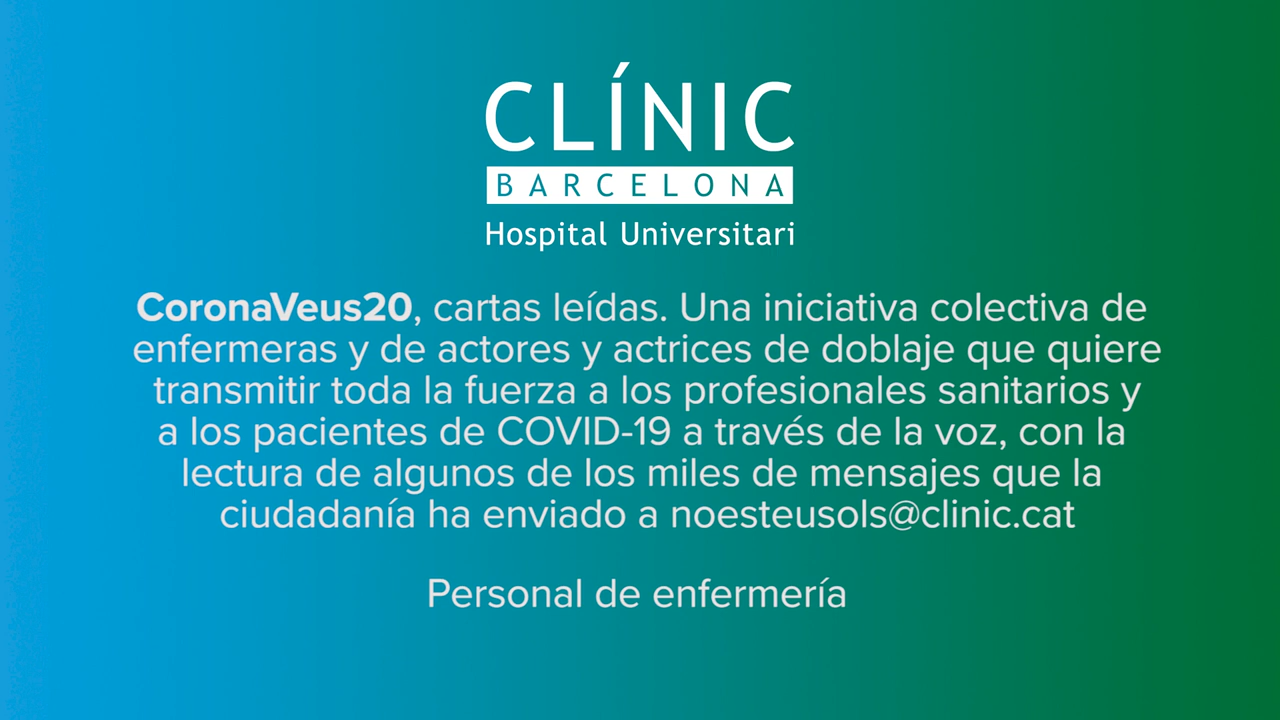 CLÍNIC
BARCELONA
Hospital Universitari
CoronaVeus20, cartas leídas. Una iniciativa colectiva de
enfermeras y de actores y actrices de doblaje que quiere
transmitir toda la fuerza a los profesionales sanitarios y
a los pacientes de COVID-19 a través de la voz, con la
lectura de algunos de los miles de mensajes que la
ciudadanía ha enviado a noesteusols@clinic.cat
Personal de enfermería